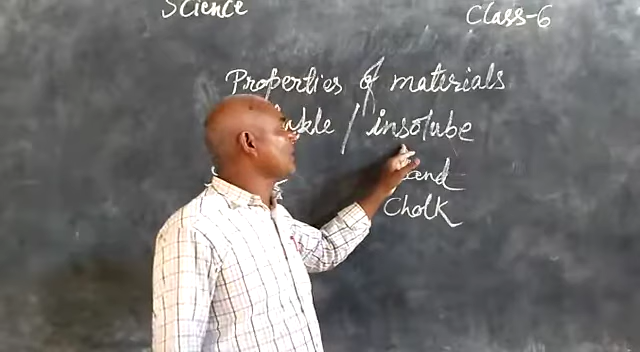 Science Class-6
Properties of materials
/ insolube
Chalk